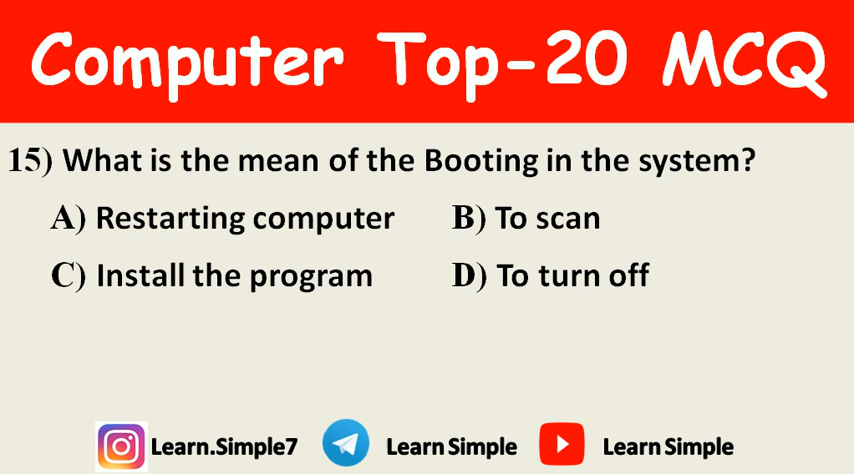 Computer Top-20 MCQ
15) What is the mean of the Booting in the system?
A) Restarting computer B) To scan
C) Install the program D) To turn off
Learn.Simple7 Learn Simple Learn Simple